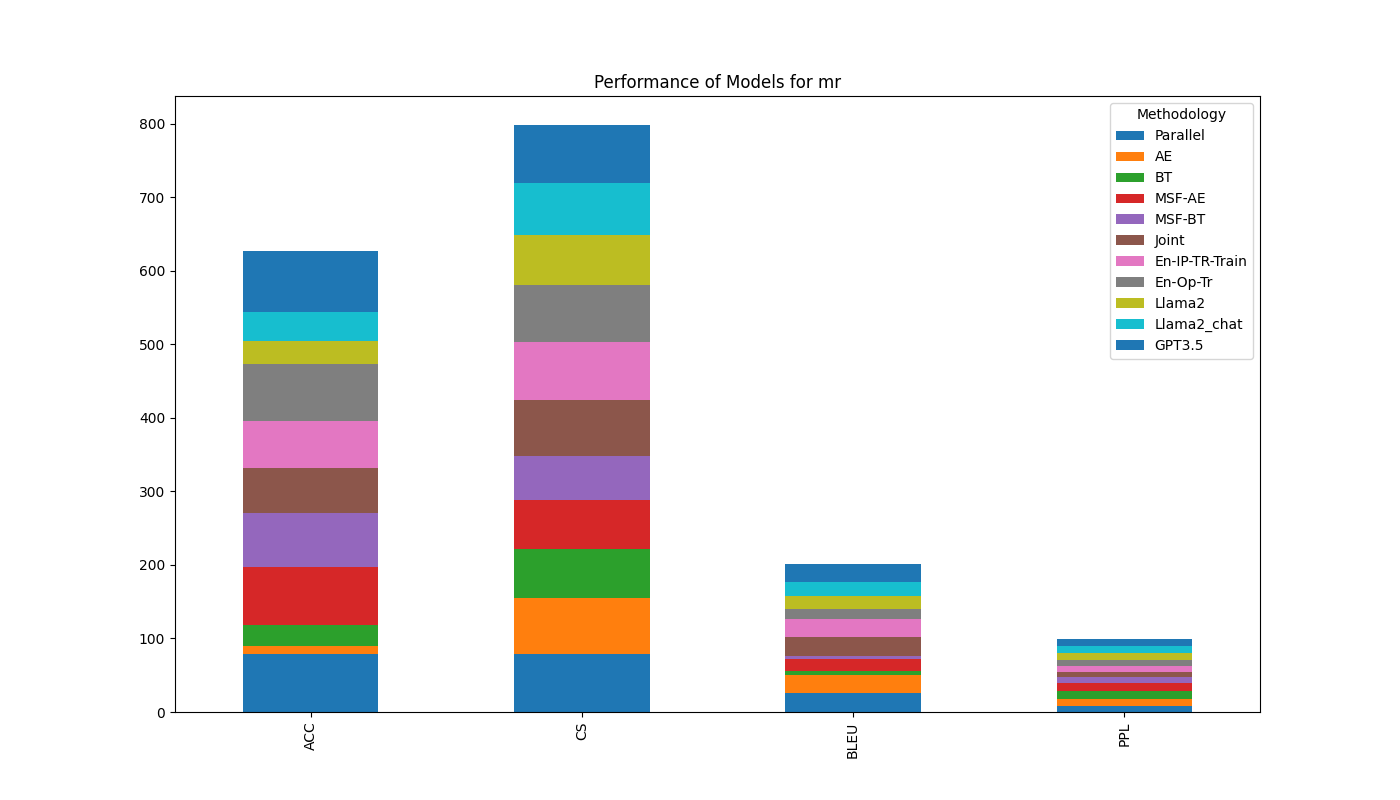 Performance of Models for mr
800
700
600
500
400
300
200
100
0
ACC
CS
BLEU
PPL
Methodology
Parallel
AE
BT
MSF-AE
MSF-BT
Joint
En-IP-TR-Train
En-Op-Tr
Llama2
Llama2_chat
GPT3.5